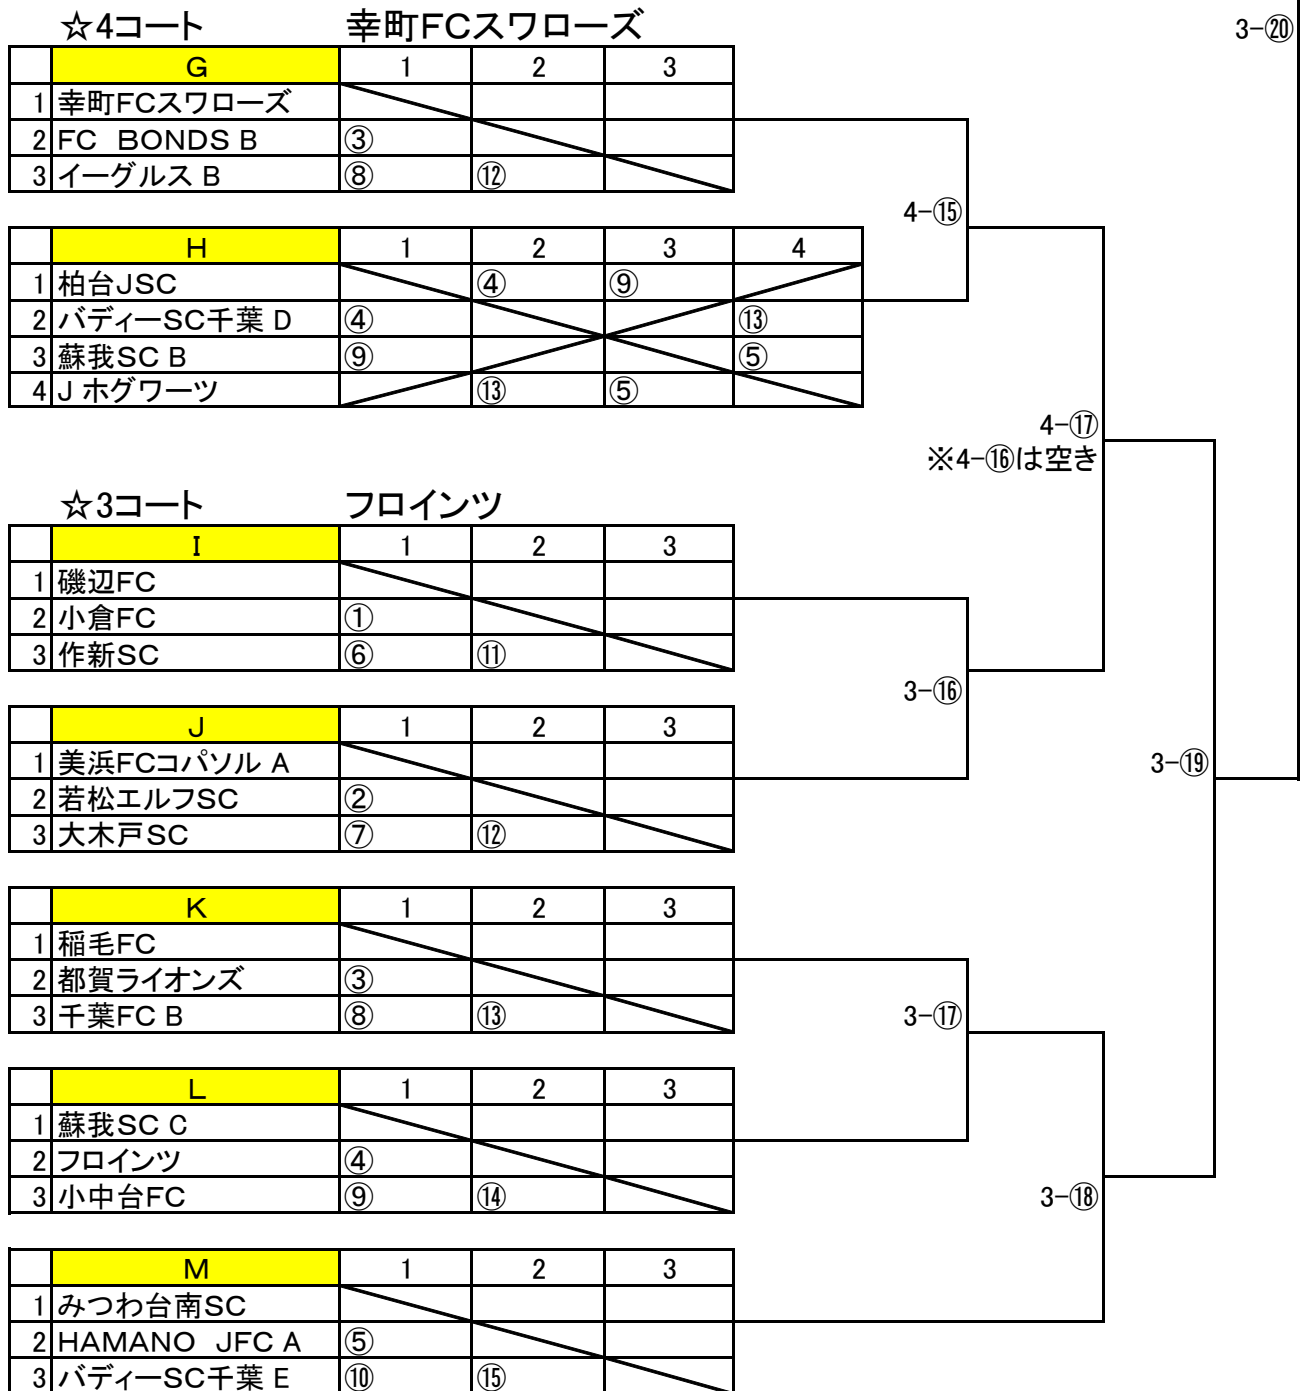 ☆4コート 幸町FCスワローズ 3-⑳
G 1 2 3
1 幸町FCスワローズ
2 FC BONDS B ③
3 イーグルス B ⑧ ⑫
4-⑮
H 1 2 3 4
1 柏台JSC ④ ⑨
2 バディーSC千葉 D ④ ⑬
3 蘇我SC B ⑨ ⑤
4 J ホグワーツ ⑬ ⑤
4-⑰
※4-⑯は空き
☆3コート フロインツ
I 1 2 3
1 磯辺FC
2 小倉FC ①
3 作新SC ⑥ ⑪
3-⑯
J 1 2 3
1 美浜FCコパソル A 3-⑲
2 若松エルフSC ②
3 大木戸SC ⑦ ⑫
K 1 2 3
1 稲毛FC
2 都賀ライオンズ ③
3 千葉FC B ⑧ ⑬ 3-⑰
L 1 2 3
1 蘇我SC C
2 フロインツ ④
3 小中台FC ⑨ ⑭ 3-⑱
M 1 2 3
1 みつわ台南SC
2 HAMANO JFC A ⑤
3 バディーSC千葉 E ⑩ ⑮